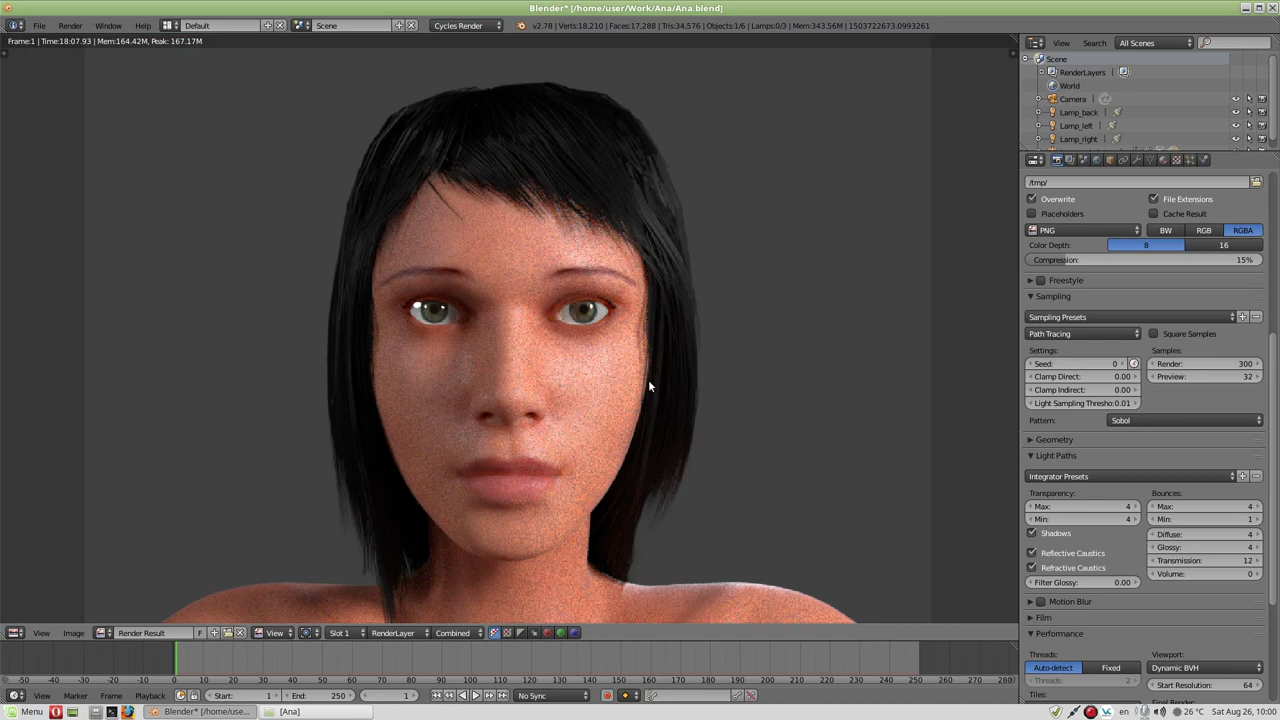 Blender* [/home/user/Work/Ana/Ana.blend]
File Render Window Help Default Scene Cycles Render v2.78 | Verts:18,210 | Faces:17,288 | Tris:34,576 | Objects:1/6 | Lamps:0/3 | Mem:343.56M | 1503722673.0993261
Frame:1 | Time:18:07.93 | Mem:164.42M, Peak: 167.17M
View Search All Scenes
Scene
RenderLayers
World
Camera
Lamp_back
Lamp_left
Lamp_right
/tmp/
Overwrite File Extensions
Placeholders Cache Result
PNG BW RGB RGBA
Color Depth: 8 16
Compression: 15%
Freestyle
Sampling
Sampling Presets
Path Tracing Square Samples
Settings: Samples:
Seed: 0 Render: 300
Clamp Direct: 0.00 Preview: 32
Clamp Indirect: 0.00
Light Sampling Thresho: 0.01
Pattern: Sobol
Geometry
Light Paths
Integrator Presets
Transparency: Bounces:
Max: 4 Max: 4
Min: 4 Min: 1
Shadows Diffuse: 4
Reflective Caustics Glossy: 4
Refractive Caustics Transmission: 12
Filter Glossy: 0.00 Volume: 0
Motion Blur
Film
Performance
Threads: Viewport:
Auto-detect Fixed Dynamic BVH
Threads: 2 Start Resolution: 64
Tiles:
View Image Render Result F View Slot 1 RenderLayer Combined
-50 -40 -30 -20 -10 0 10 20 30 40 50 60 70 80 90 100 110 120 130 140 150 160 170 180 190 200 210 220 230 240 250 260 270 280
View Marker Frame Playback Start: 1 End: 250 1 No Sync
Menu Blender* [/home/use... [Ana] en 26 °C Sat Aug 26, 10:00